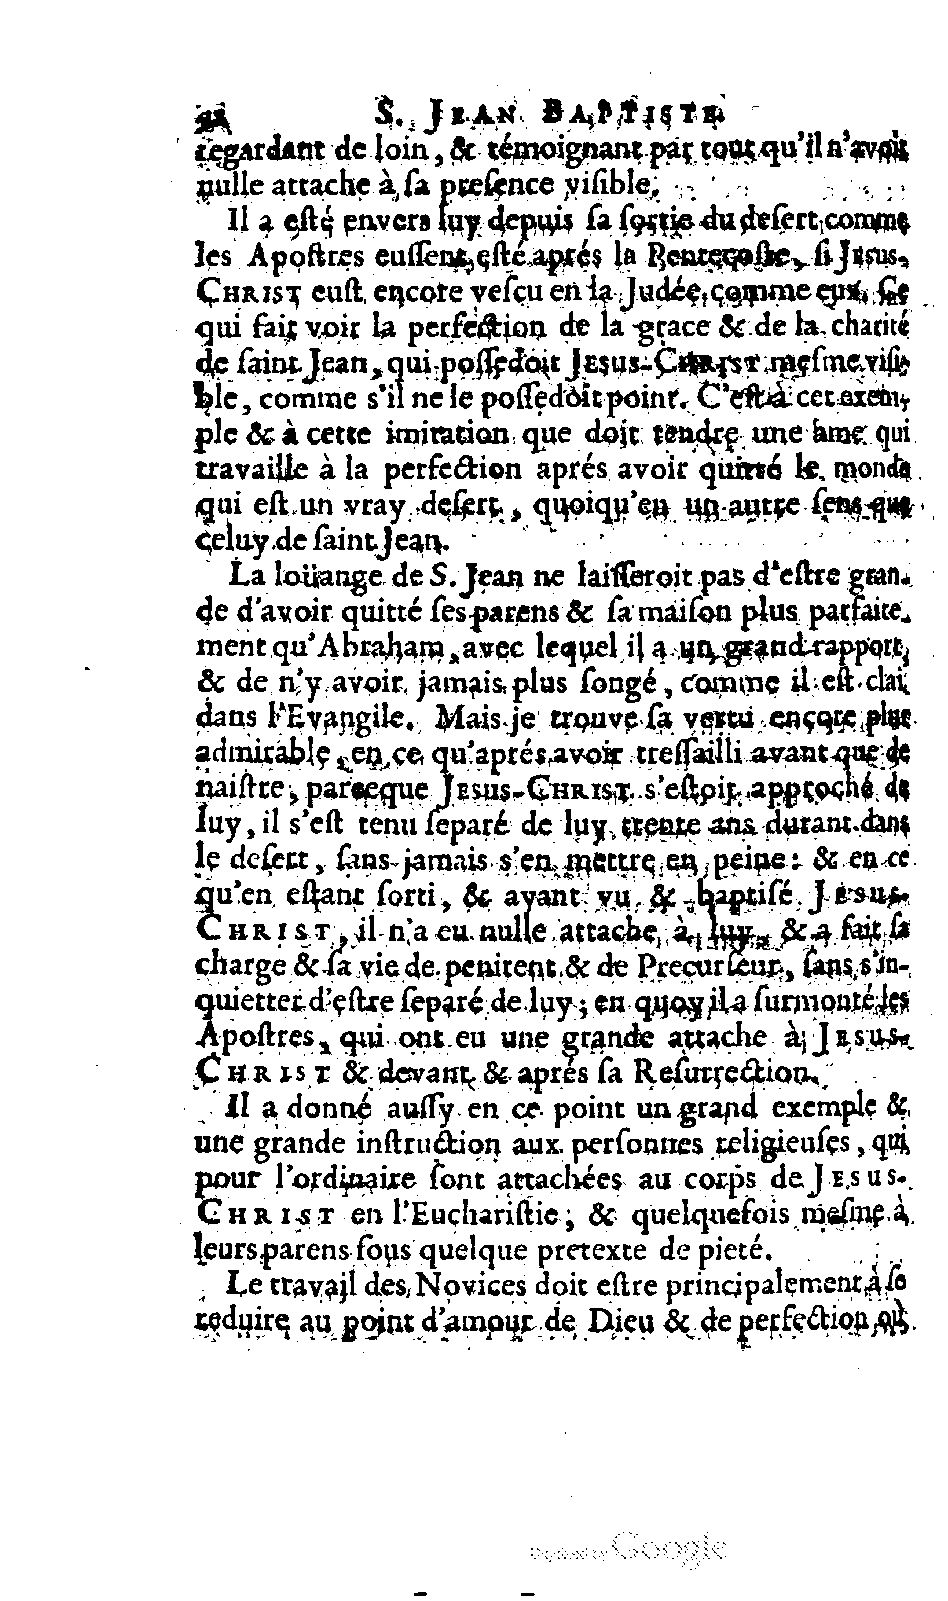 S. JEAN BAPTISTE
regardant de loin, & témoignant par tout qu'il n'avoit
nulle attache à sa presence visible.
Il a esté envers luy depuis sa sortie du desert, comme
les Apostres eussent esté aprés la Pentecoste, si JESUS-
CHRIST eust encore vescu en la Judée, comme eux. Ce
qui fait voir la perfection de la grace & de la charité
de saint Jean, qui possedoit JESUS-CHRIST mesme visi-
ble, comme s'il ne le possedoit point. C'est à cet exem-
ple & à cette imitation que doit tendre une ame qui
travaille à la perfection aprés avoir quitté le monde
qui est un vray desert, quoiqu'en un autre sens que
celuy de saint Jean.
La loüange de S. Jean ne laisseroit pas d'estre gran-
de d'avoir quitté ses parens & sa maison plus parfaite-
ment qu'Abraham, avec lequel il a un grand rapport,
& de n'y avoir jamais plus songé, comme il est clair
dans l'Evangile. Mais je trouve sa vertu encore plus
admirable, en ce qu'aprés avoir tressailli avant que de
naistre, parceque JESUS-CHRIST s'estoit approché de
luy, il s'est tenu separé de luy trente ans durant dans
le desert, sans jamais s'en mettre en peine: & en ce
qu'en estant sorti, & ayant vu & baptisé JESUS-
CHRIST, il n'a eu nulle attache à luy, & a fait sa
charge & sa vie de penitent & de Precurseur, sans s'in-
quietter d'estre separé de luy; en quoy il a surmonté les
Apostres, qui ont eu une grande attache à JESUS-
CHRIST & devant & aprés sa Resurrection.
Il a donné aussy en ce point un grand exemple &
une grande instruction aux personnes religieuses, qui
pour l'ordinaire sont attachées au corps de JESUS-
CHRIST en l'Eucharistie; & quelquefois mesme à
leurs parens sous quelque pretexte de pieté.
Le travail des Novices doit estre principalement à se
reduire au point d'amour de Dieu & de perfection où
Digitized by Google